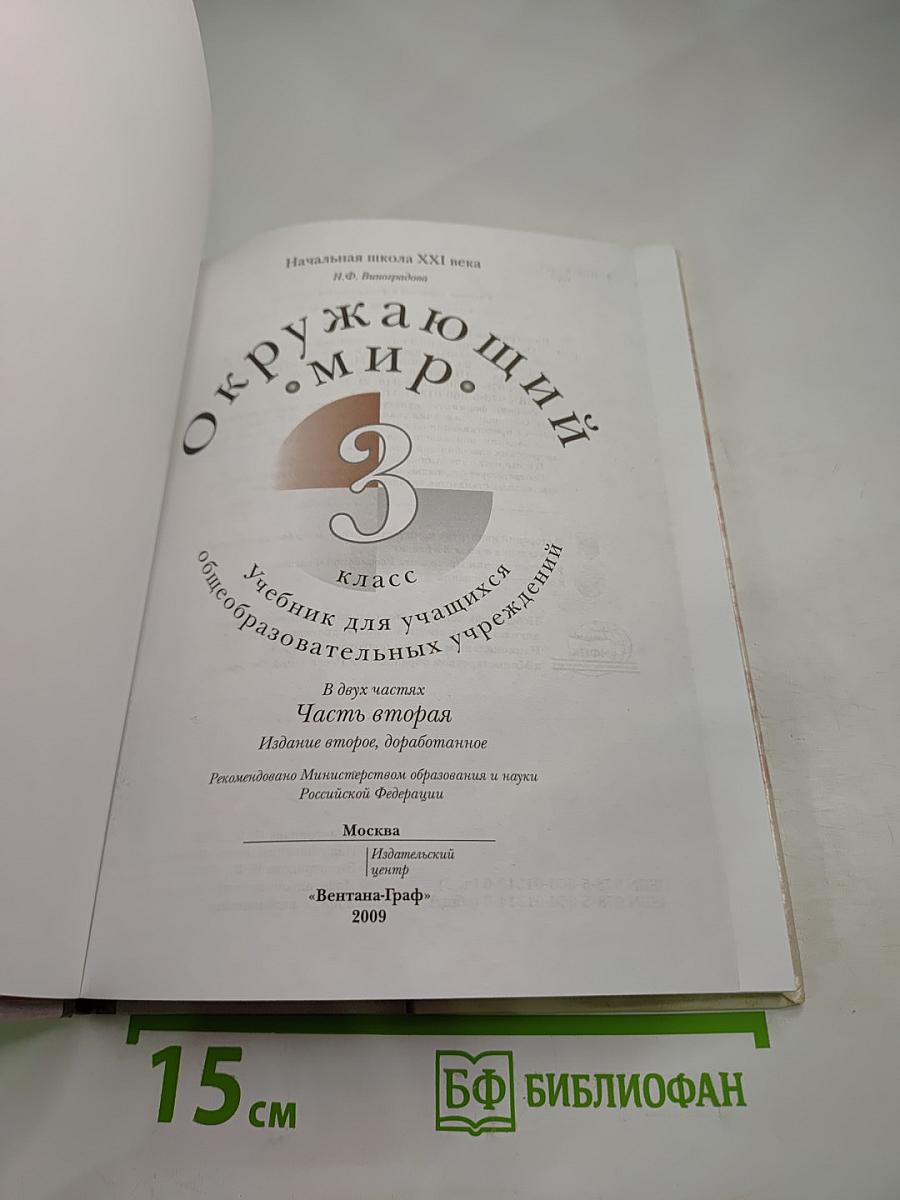 Начальная школа XXI века
Н.Ф. Виноградова
Окружающий
• мир •
3
класс
Учебник для учащихся
общеобразовательных учреждений
В двух частях
Часть вторая
Издание второе, доработанное
Рекомендовано Министерством образования и науки
Российской Федерации
Москва
Издательский
центр
«Вентана-Граф»
2009
15 см
БФ БИБЛИОФАН